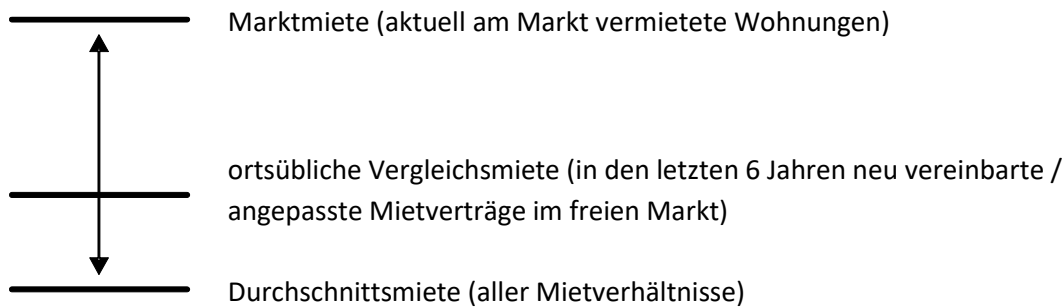 Marktmiete (aktuell am Markt vermietete Wohnungen)
ortsübliche Vergleichsmiete (in den letzten 6 Jahren neu vereinbarte /
angepasste Mietverträge im freien Markt)
Durchschnittsmiete (aller Mietverhältnisse)